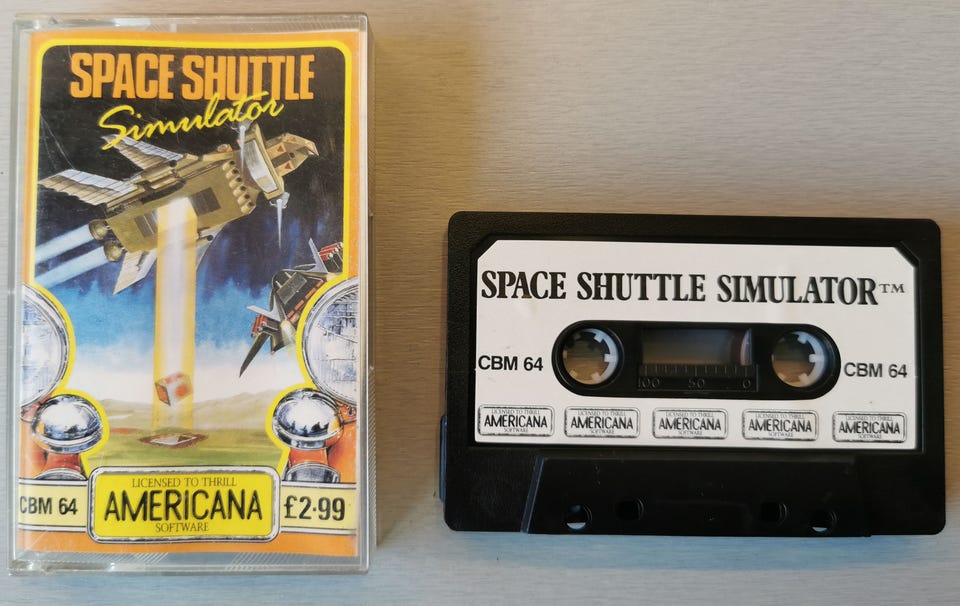 SPACE SHUTTLE
Simulator
LICENSED TO THRILL
CBM 64 AMERICANA £2·99
SOFTWARE
SPACE SHUTTLE SIMULATOR™
CBM 64 CBM 64
100 50 0
LICENSED TO THRILL LICENSED TO THRILL LICENSED TO THRILL LICENSED TO THRILL LICENSED TO THRILL
AMERICANA AMERICANA AMERICANA AMERICANA AMERICANA
SOFTWARE SOFTWARE SOFTWARE SOFTWARE SOFTWARE